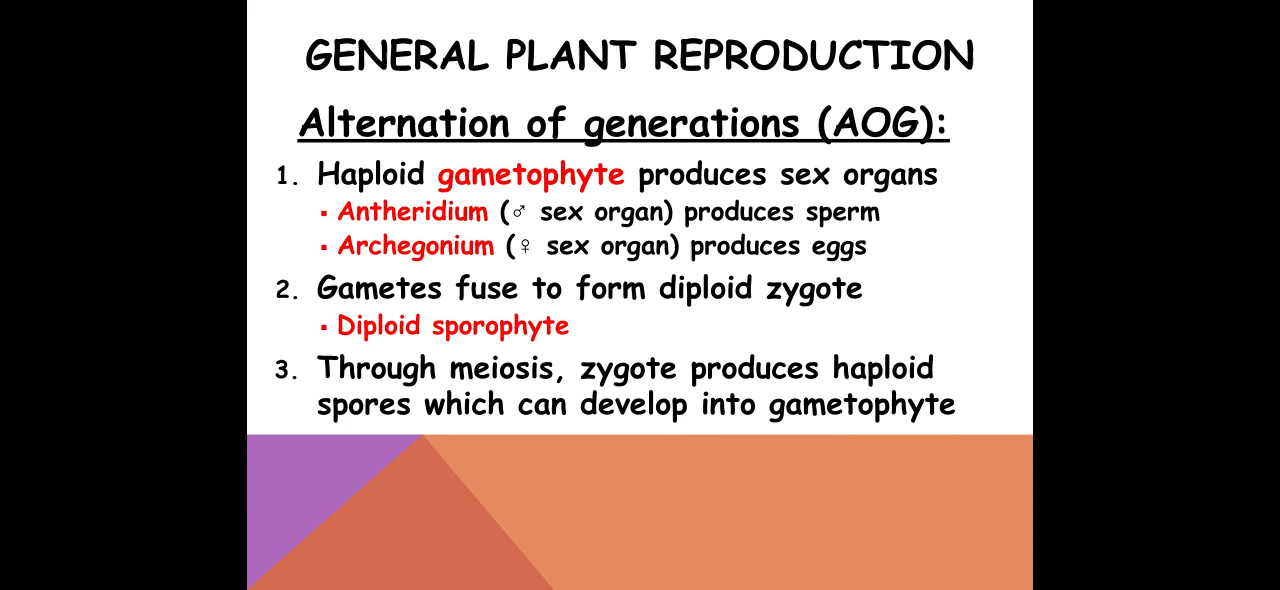 GENERAL PLANT REPRODUCTION
Alternation of generations (AOG):
1. Haploid gametophyte produces sex organs
▪ Antheridium (♂ sex organ) produces sperm
▪ Archegonium (♀ sex organ) produces eggs
2. Gametes fuse to form diploid zygote
▪ Diploid sporophyte
3. Through meiosis, zygote produces haploid
spores which can develop into gametophyte